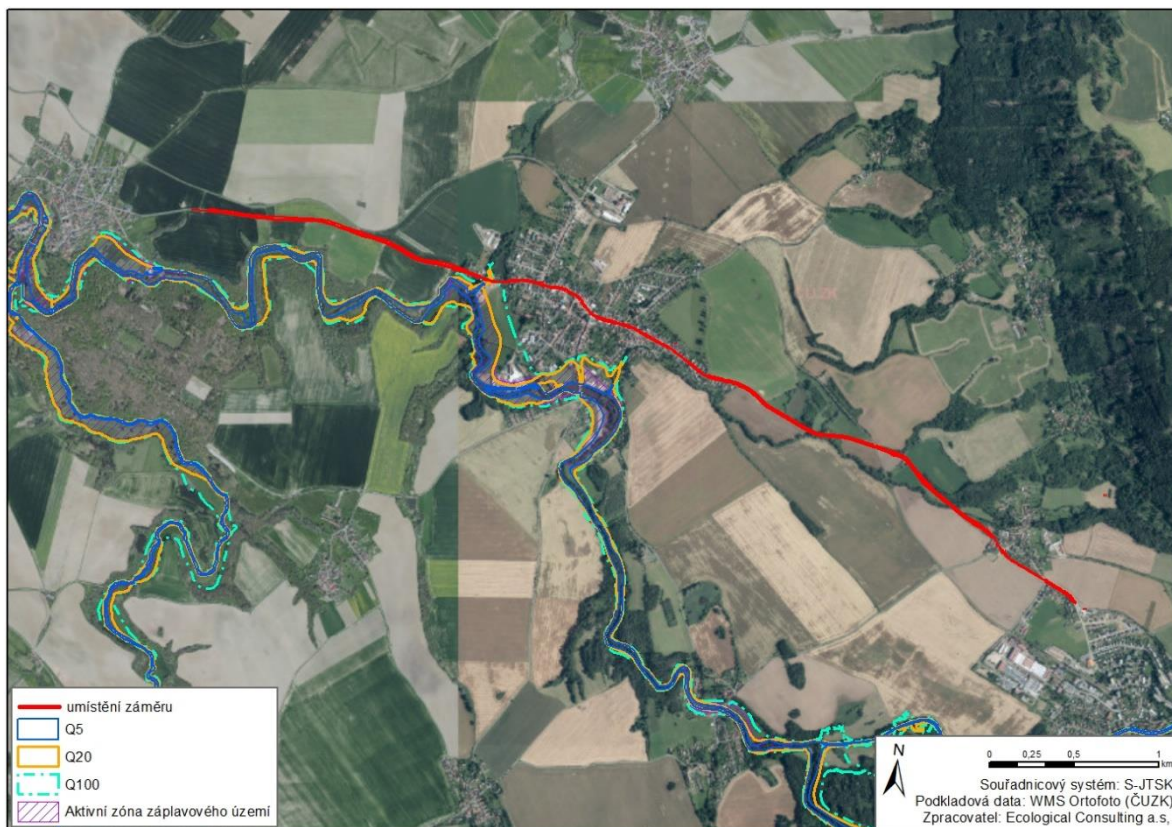 umístění záměru
Q5
Q20
Q100
Aktivní zóna záplavového území
N
0 0,25 0,5 1
km
Souřadnicový systém: S-JTSK
Podkladová data: WMS Ortofoto (ČUZK)
Zpracovatel: Ecological Consulting a.s,